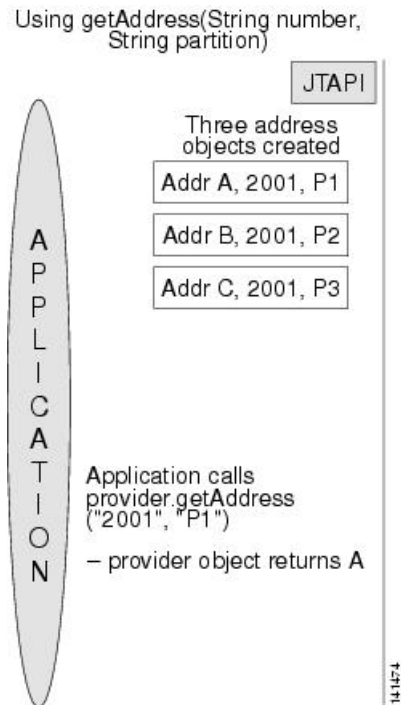 Using getAddress(String number,
String partition)
JTAPI
Three address
objects created
Addr A, 2001, P1
Addr B, 2001, P2
Addr C, 2001, P3
A
P
P
L
I
C
A
T
I
O
N
Application calls
provider.getAddress
("2001", "P1")
– provider object returns A
141474